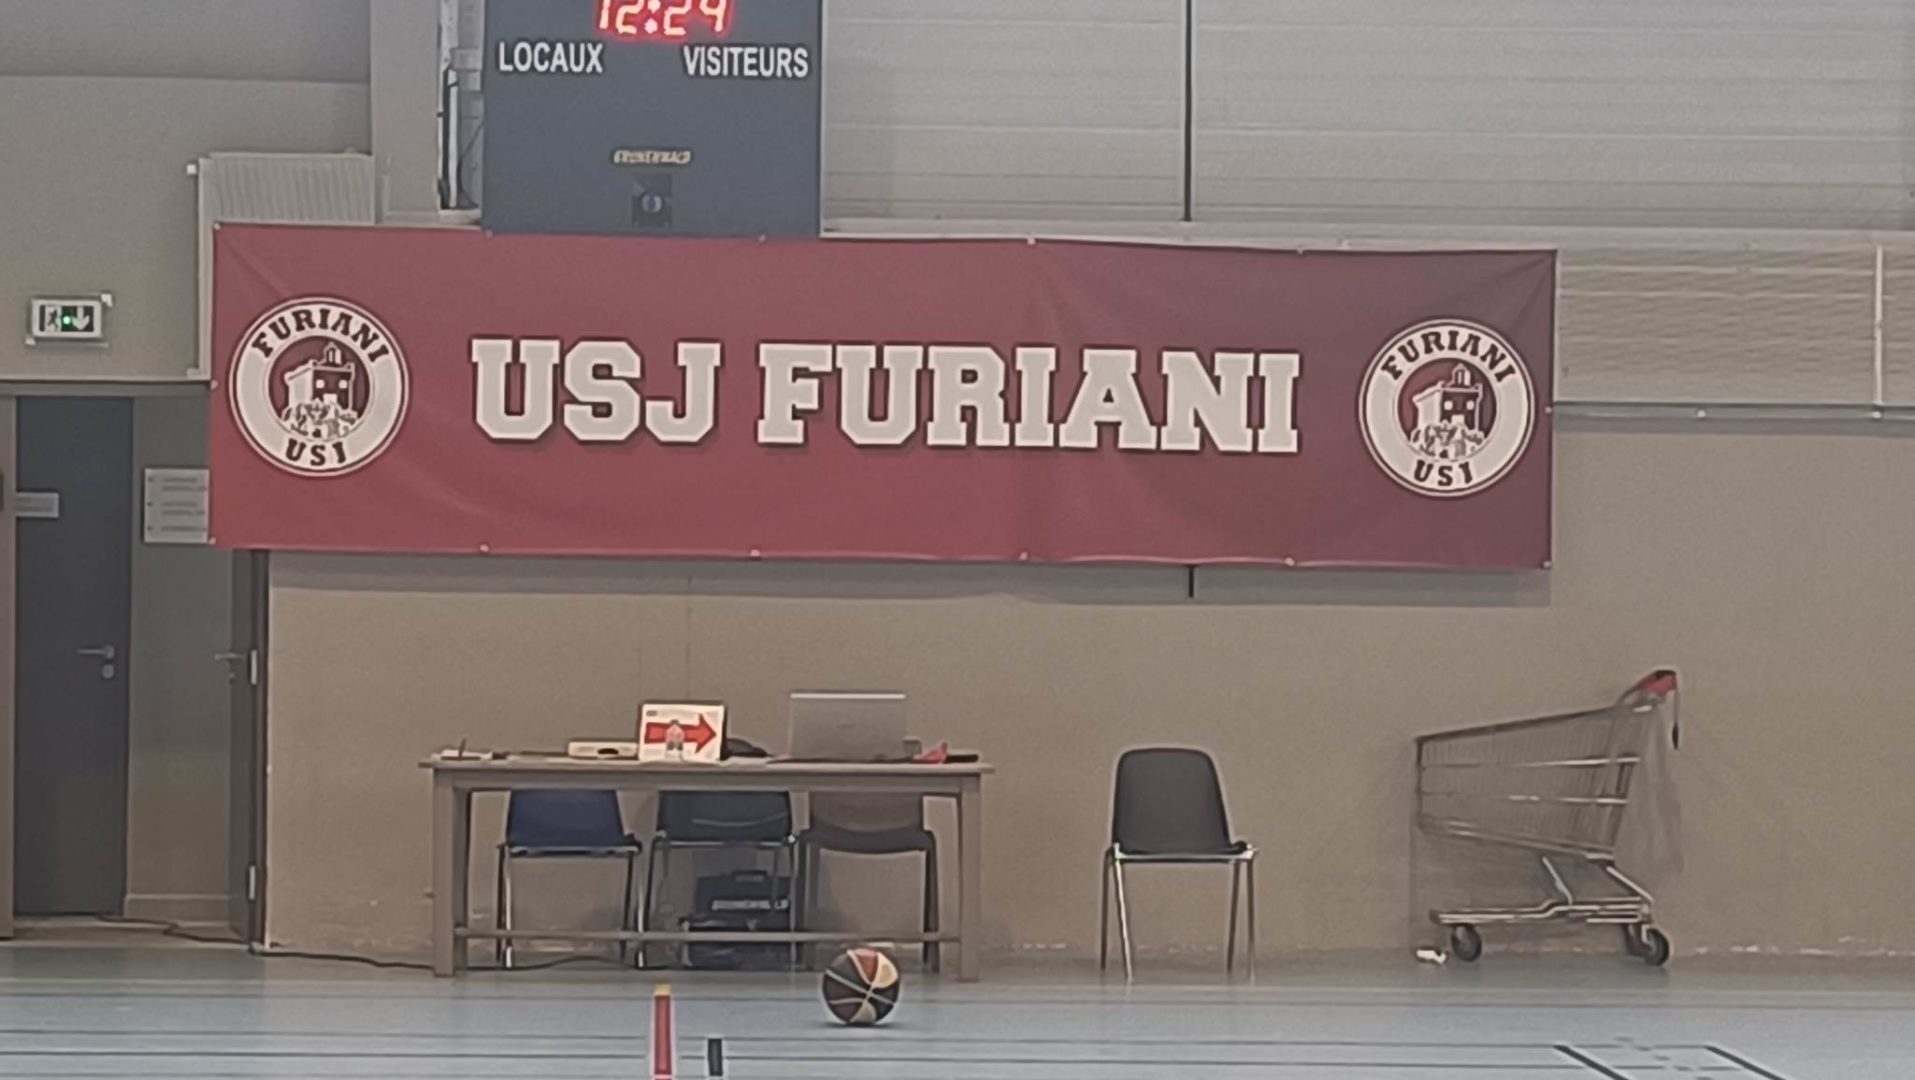 12:29
LOCAUX VISITEURS
FURIANI
USJ
USJ FURIANI
FURIANI
USJ